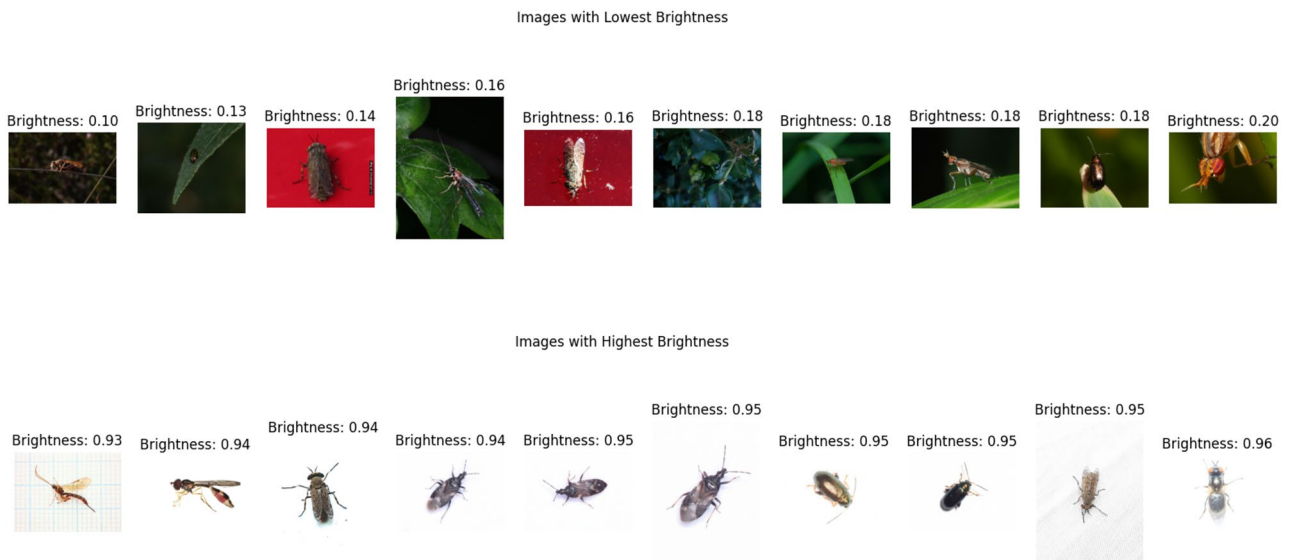 Images with Lowest Brightness
Brightness: 0.10
Brightness: 0.13
Brightness: 0.14
Brightness: 0.16
Brightness: 0.16
Brightness: 0.18
Brightness: 0.18
Brightness: 0.18
Brightness: 0.18
Brightness: 0.20
Images with Highest Brightness
Brightness: 0.93
Brightness: 0.94
Brightness: 0.94
Brightness: 0.94
Brightness: 0.95
Brightness: 0.95
Brightness: 0.95
Brightness: 0.95
Brightness: 0.95
Brightness: 0.96